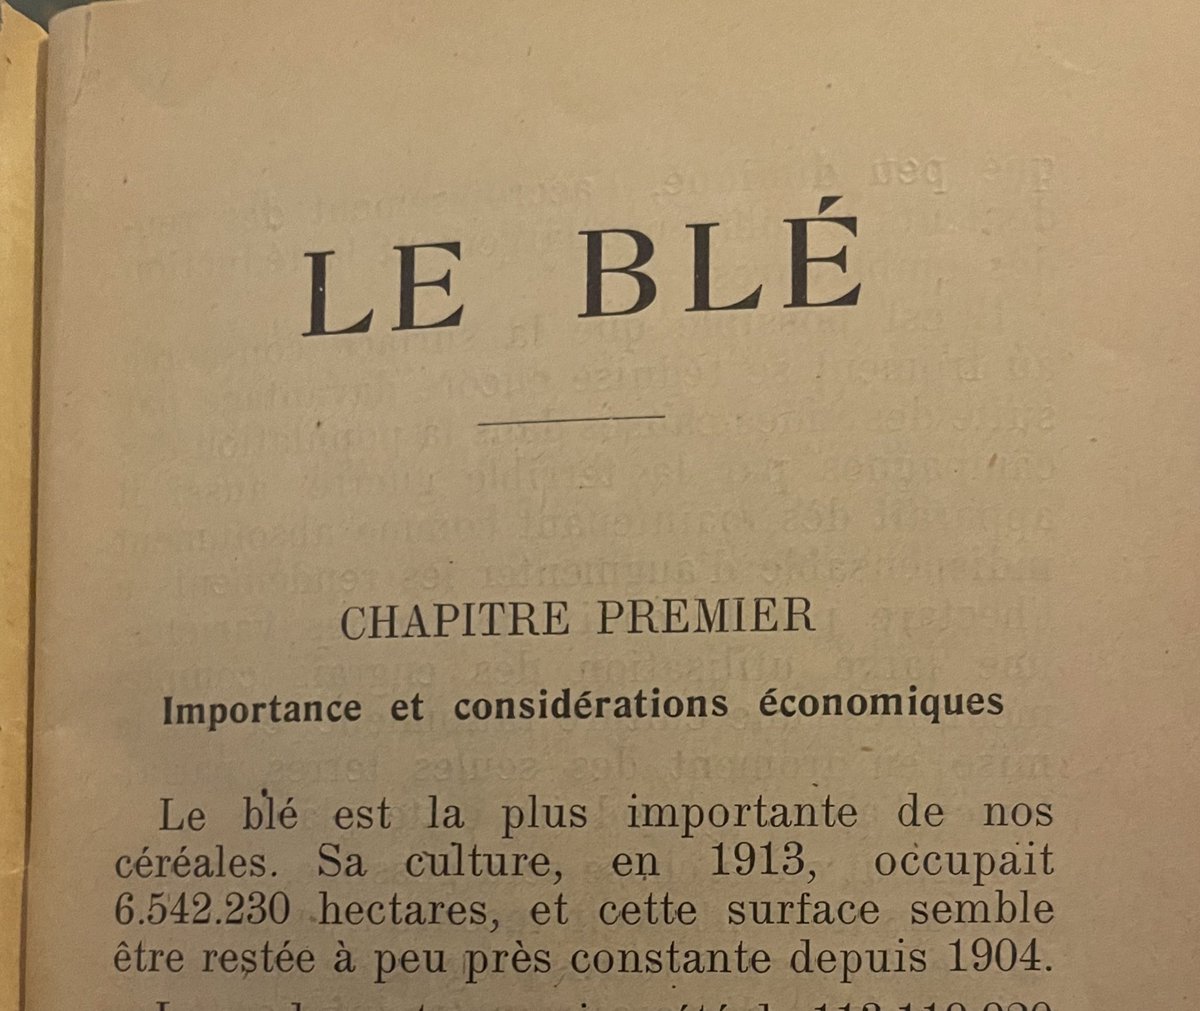 LE BLÉ
CHAPITRE PREMIER
Importance et considérations économiques
Le blé est la plus importante de nos
céréales. Sa culture, en 1913, occupait
6.542.230 hectares, et cette surface semble
être restée à peu près constante depuis 1904.